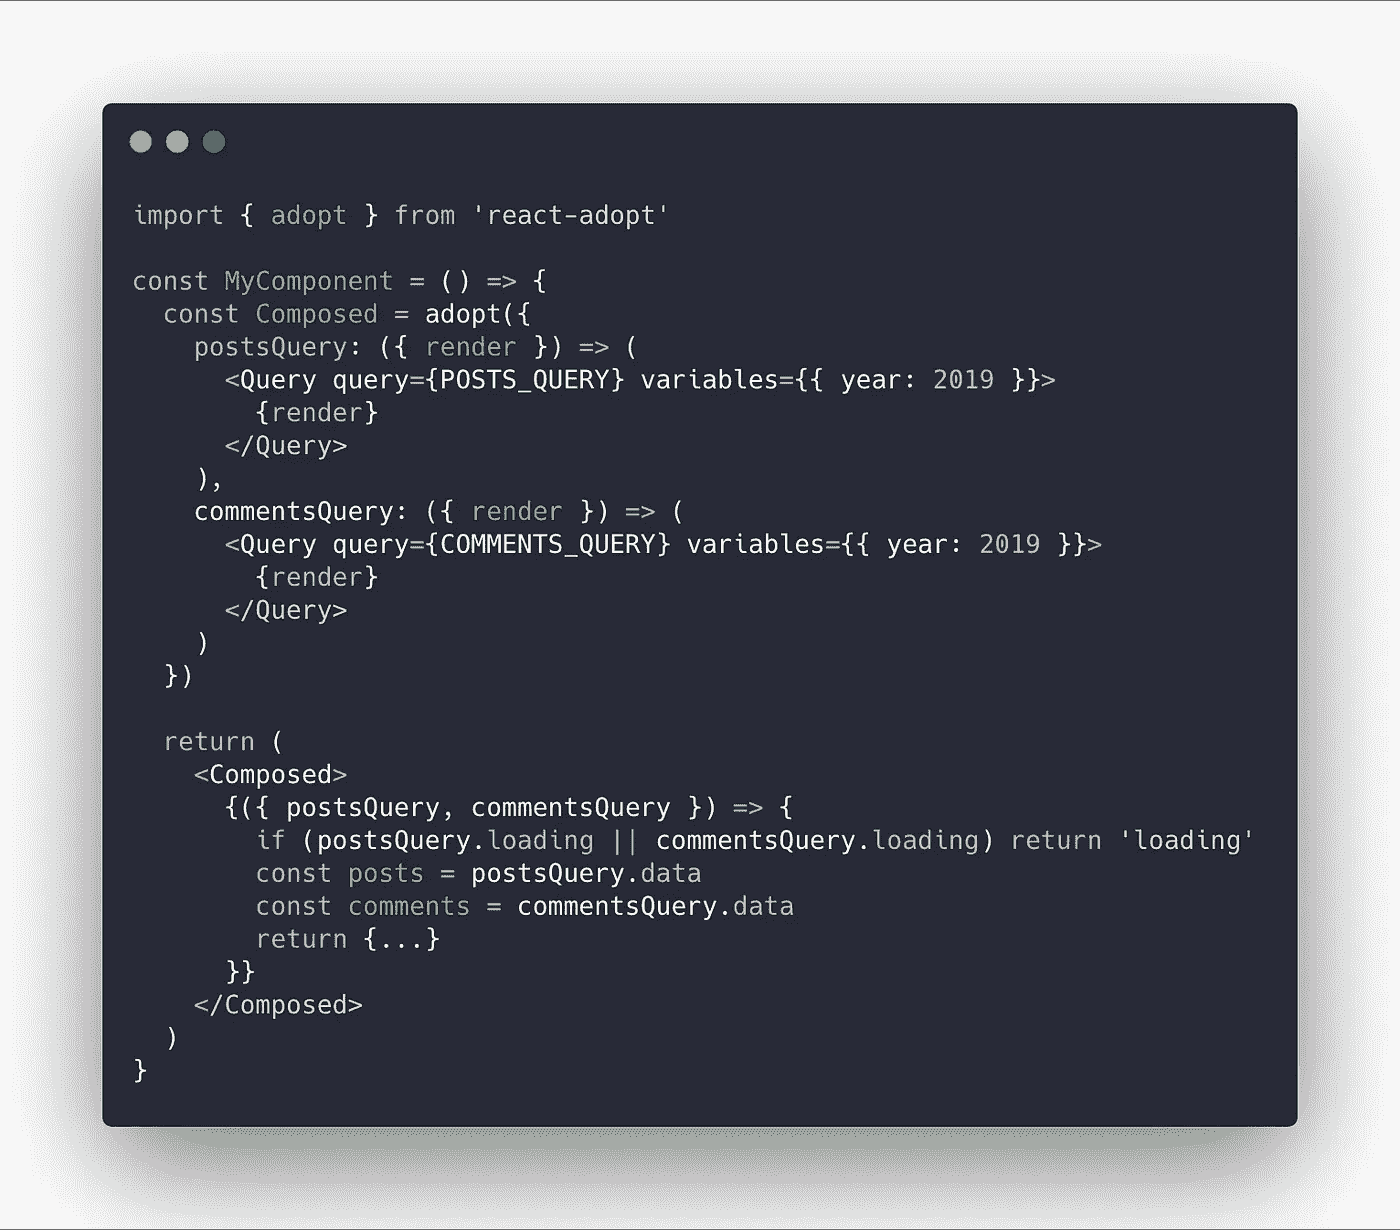 import { adopt } from 'react-adopt'

const MyComponent = () => {
  const Composed = adopt({
    postsQuery: ({ render }) => (
      <Query query={POSTS_QUERY} variables={{ year: 2019 }}>
        {render}
      </Query>
    ),
    commentsQuery: ({ render }) => (
      <Query query={COMMENTS_QUERY} variables={{ year: 2019 }}>
        {render}
      </Query>
    )
  })

  return (
    <Composed>
      {({ postsQuery, commentsQuery }) => {
        if (postsQuery.loading || commentsQuery.loading) return 'loading'
        const posts = postsQuery.data
        const comments = commentsQuery.data
        return {...}
      }}
    </Composed>
  )
}